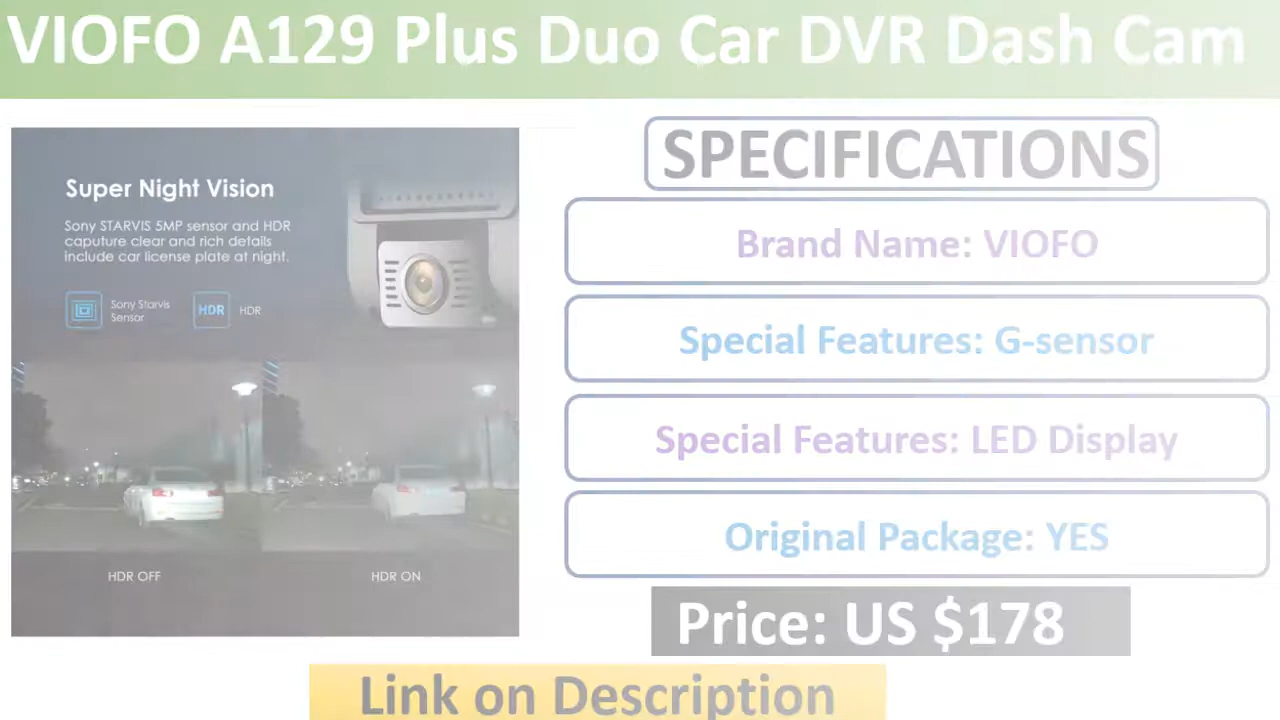 VIOFO A129 Plus Duo Car DVR Dash Cam
Super Night Vision
Sony STARVIS 5MP sensor and HDR
caputure clear and rich details
include car license plate at night.
Sony Starvis
Sensor
HDR
HDR
HDR OFF
HDR ON
SPECIFICATIONS
Brand Name: VIOFO
Special Features: G-sensor
Special Features: LED Display
Original Package: YES
Price: US $178
Link on Description